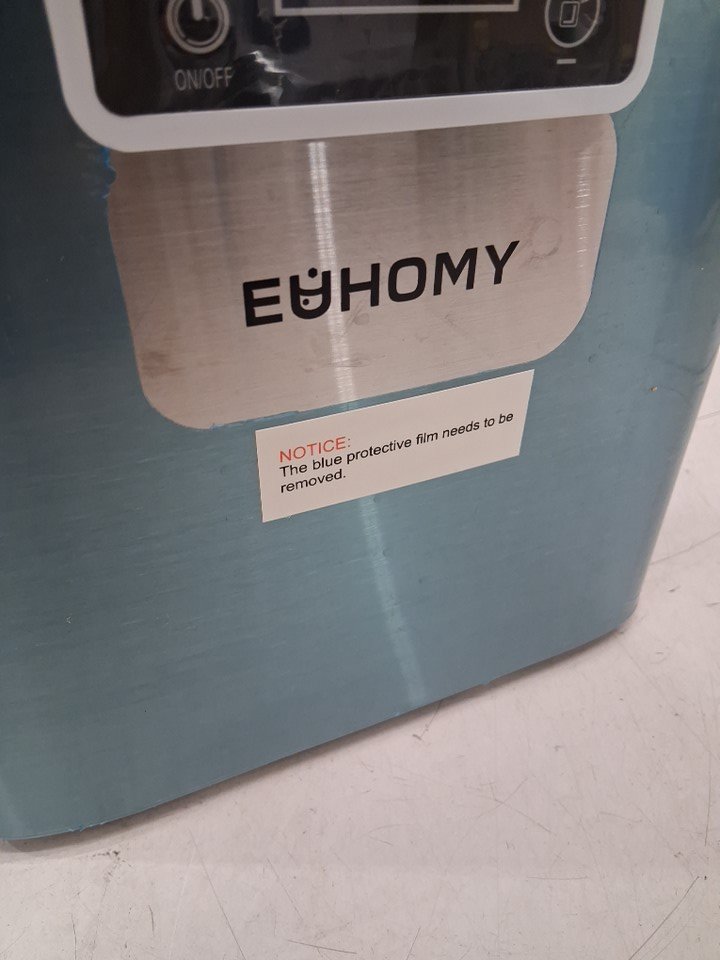 ON/OFF
EUHOMY
NOTICE:
The blue protective film needs to be
removed.